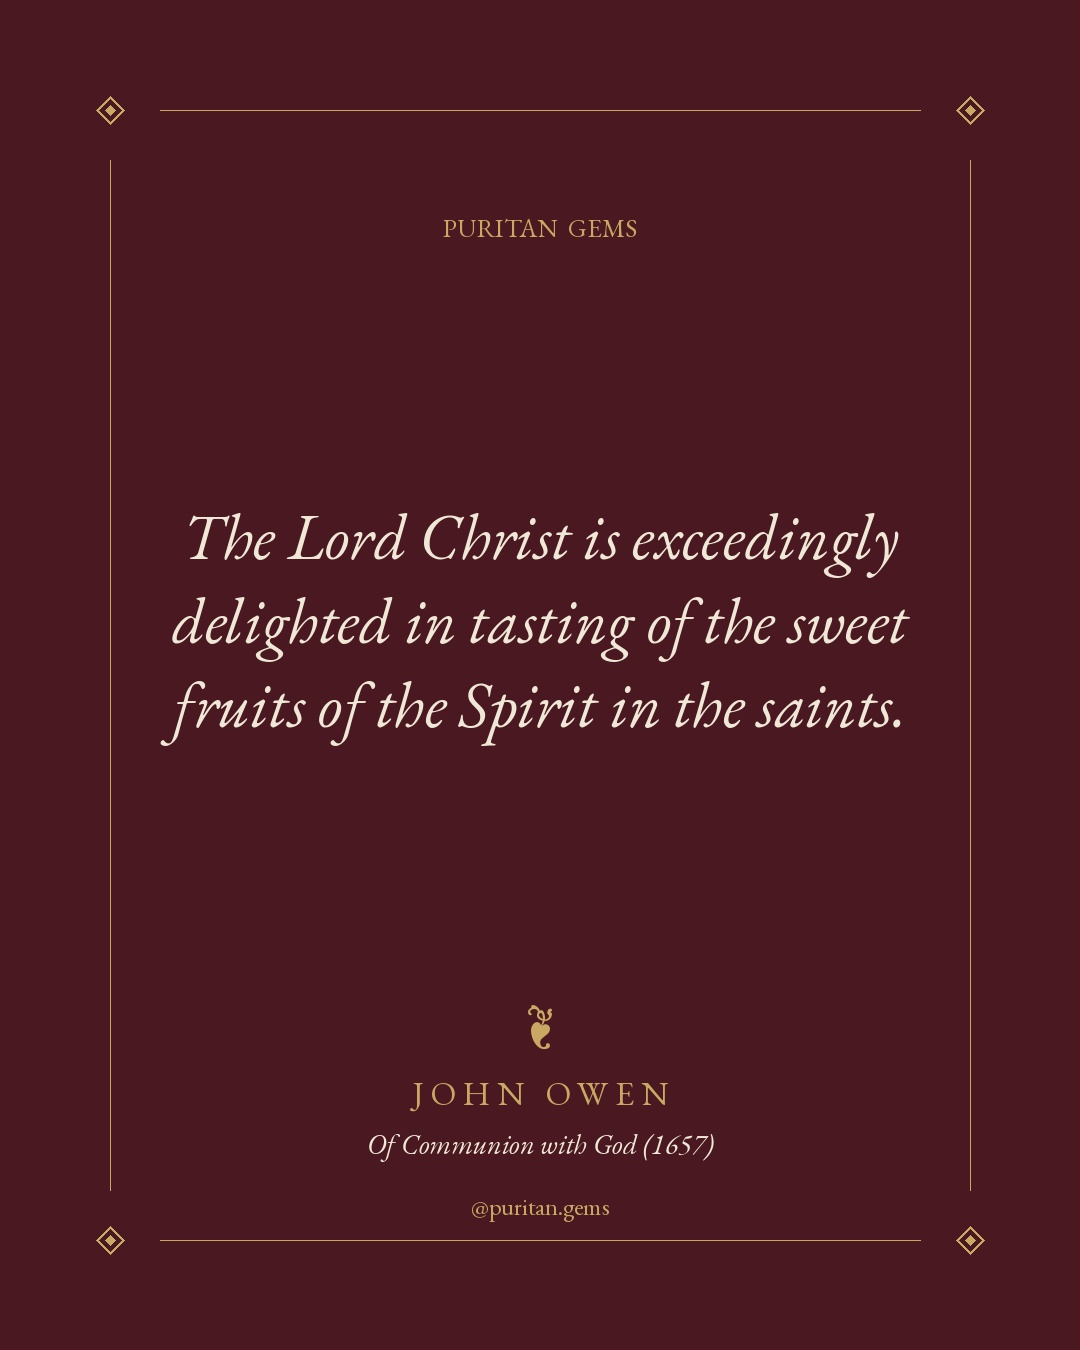 PURITAN GEMS
The Lord Christ is exceedingly
delighted in tasting of the sweet
fruits of the Spirit in the saints.
JOHN OWEN
Of Communion with God (1657)
@puritan.gems